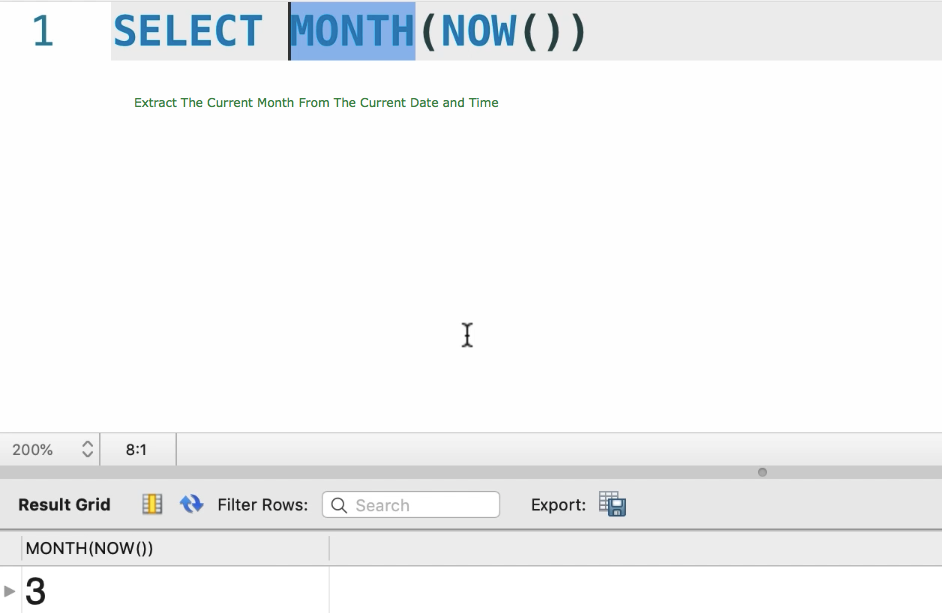 1 SELECT MONTH(NOW())
Extract The Current Month From The Current Date and Time
200% 8:1
Result Grid Filter Rows: Search Export:
MONTH(NOW())
3